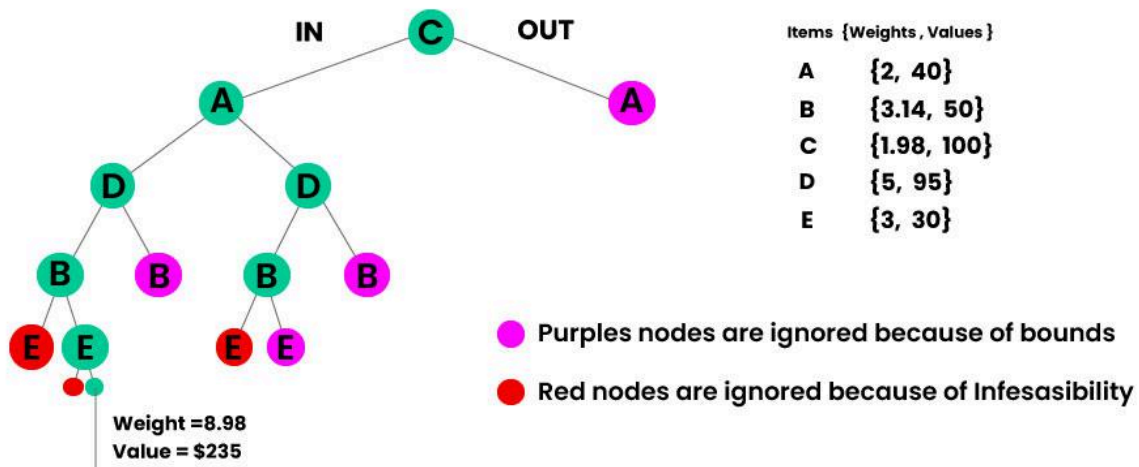 IN
C
OUT
Items {Weights , Values }
A
A
A {2, 40}
B {3.14, 50}
C {1.98, 100}
D {5, 95}
E {3, 30}
D
D
B
B
B
B
E
E
E
E
Purples nodes are ignored because of bounds
Red nodes are ignored because of Infesasibility
Weight =8.98
Value = $235